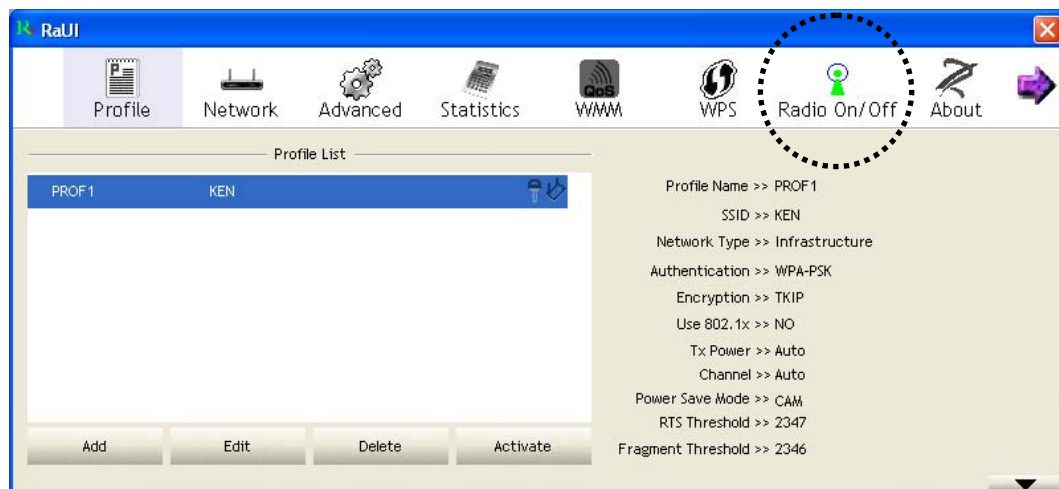 RaUI
Profile Network Advanced Statistics QoS WMM WPS Radio On/Off About
Profile List
PROF1 KEN
Add Edit Delete Activate
Profile Name >> PROF1
SSID >> KEN
Network Type >> Infrastructure
Authentication >> WPA-PSK
Encryption >> TKIP
Use 802.1x >> NO
Tx Power >> Auto
Channel >> Auto
Power Save Mode >> CAM
RTS Threshold >> 2347
Fragment Threshold >> 2346